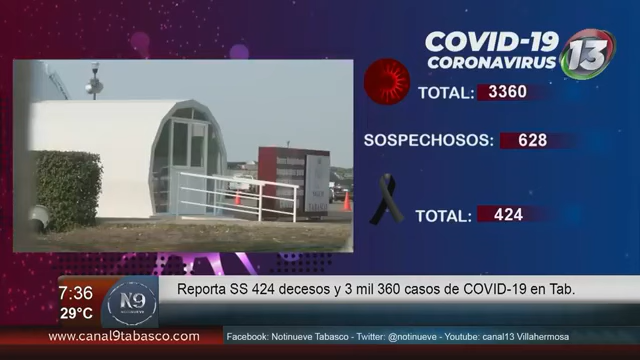 COVID-19
CORONAVIRUS
13
TOTAL: 3360
SOSPECHOSOS: 628
TOTAL: 424
7:36
29°C
N9
Reporta SS 424 decesos y 3 mil 360 casos de COVID-19 en Tab.
www.canal9tabasco.com
Facebook: Notinueve Tabasco - Twitter: @notinueve - Youtube: canal13 Villahermosa